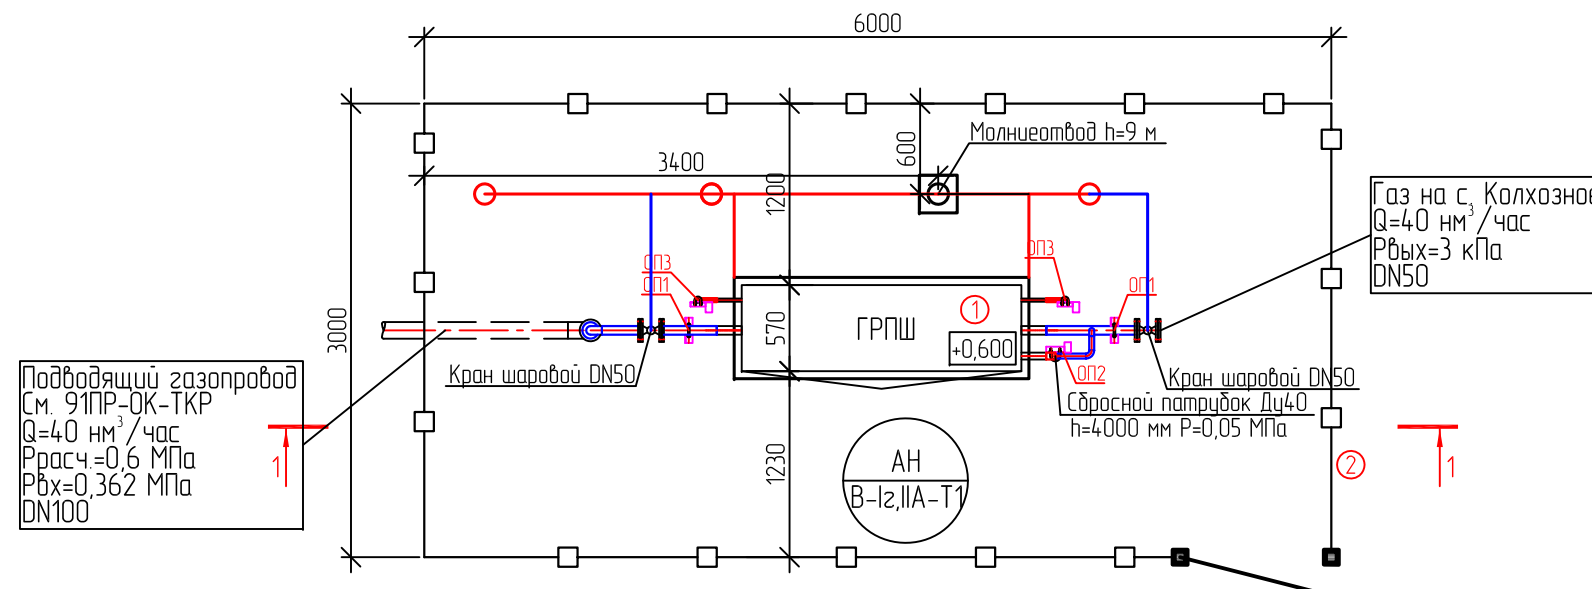 6000
Молниеотвод h=9 м
600
3400
1200
3000
Газ на с. Колхозное
Q=40 нм³/час
Рвых=3 кПа
DN50
ОП3
ОП1
ОП3
ОП1
1
ГРПШ
+0,600
570
Кран шаровой DN50
ОП2
Кран шаровой DN50
Сбросной патрубок Ду40
h=4000 мм Р=0,05 МПа
Подводящий газопровод
См. 91ПР-ОК-ТКР
Q=40 нм³/час
Ррасч.=0,6 МПа
Рвх=0,362 МПа
DN100
1
1230
АН
В-Iг,IIА-Т1
2
1